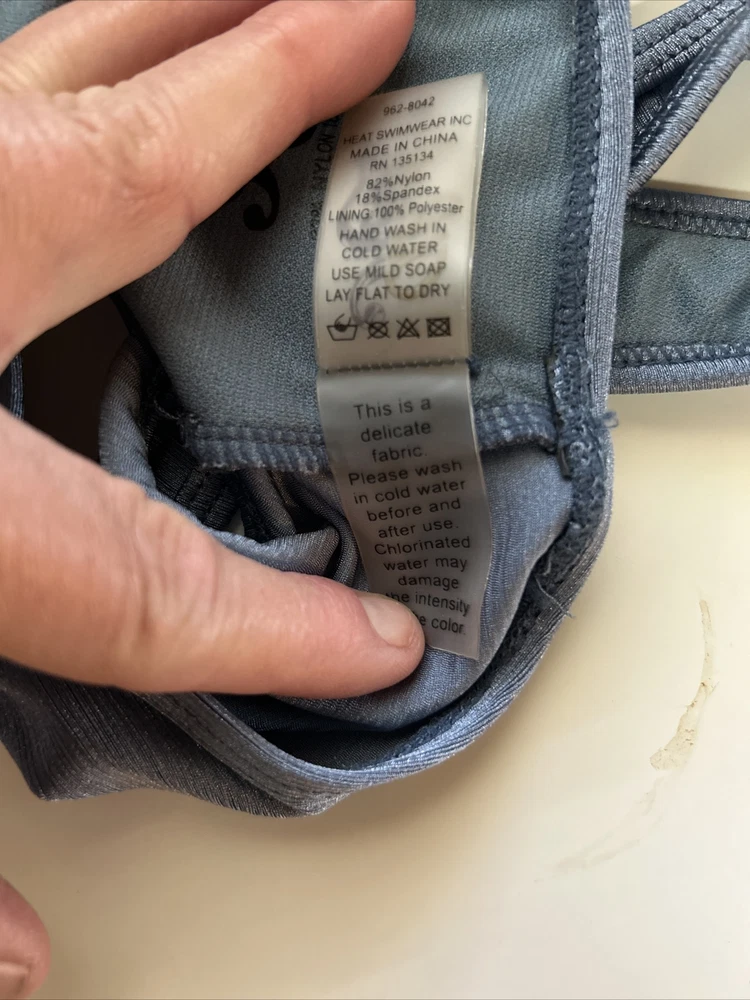 962-8042
HEAT SWIMWEAR INC
MADE IN CHINA
RN 135134
82%Nylon
18%Spandex
LINING:100% Polyester
HAND WASH IN
COLD WATER
USE MILD SOAP
LAY FLAT TO DRY
This is a
delicate
fabric.
Please wash
in cold water
before and
after use.
Chlorinated
water may
damage
the intensity
color.
NYLON